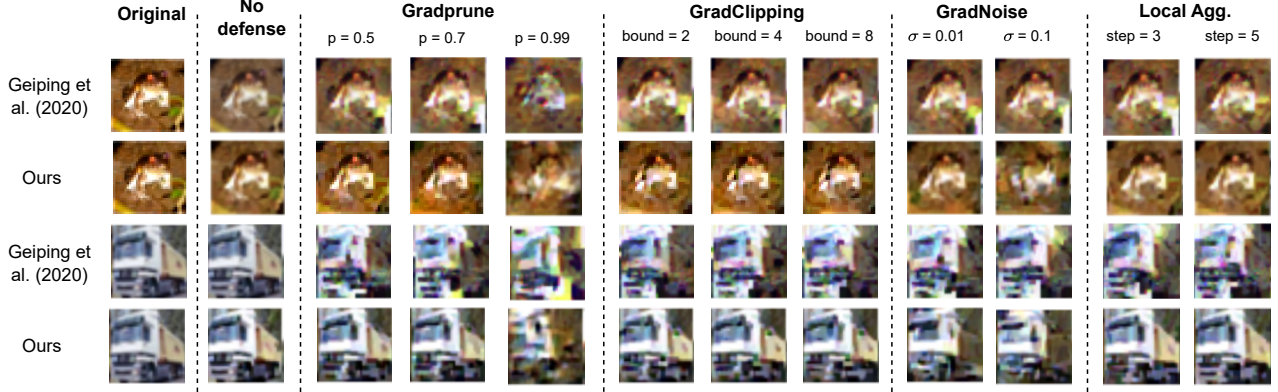 Original
No
defense
Gradprune
GradClipping
GradNoise
Local Agg.
p = 0.5
p = 0.7
p = 0.99
bound = 2
bound = 4
bound = 8
σ = 0.01
σ = 0.1
step = 3
step = 5
Geiping et
al. (2020)
Ours
Geiping et
al. (2020)
Ours